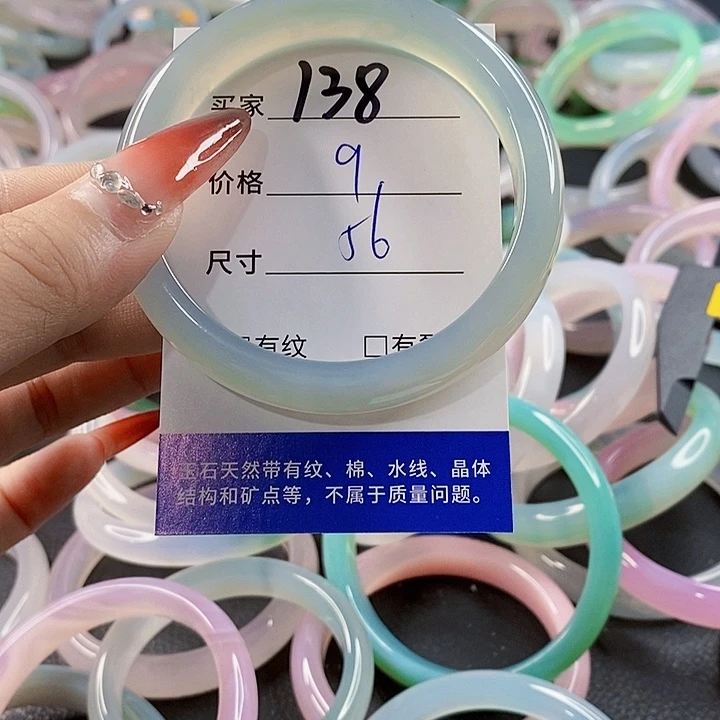 买家 138
价格 9
尺寸 56
有纹 □有
玉石天然带有纹、棉、水线、晶体
结构和矿点等，不属于质量问题。